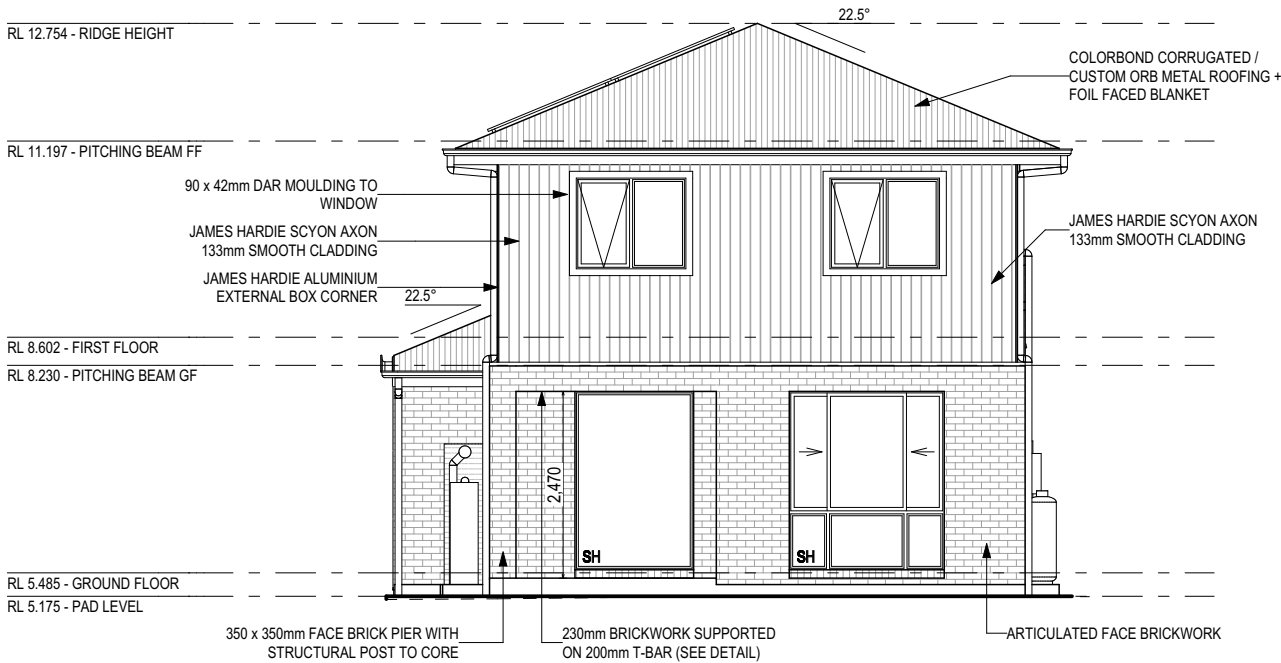 22.5°
RL 12.754 - RIDGE HEIGHT
COLORBOND CORRUGATED /
CUSTOM ORB METAL ROOFING +
FOIL FACED BLANKET
RL 11.197 - PITCHING BEAM FF
90 x 42mm DAR MOULDING TO
WINDOW
JAMES HARDIE SCYON AXON
133mm SMOOTH CLADDING
JAMES HARDIE SCYON AXON
133mm SMOOTH CLADDING
JAMES HARDIE ALUMINIUM
EXTERNAL BOX CORNER
22.5°
RL 8.602 - FIRST FLOOR
RL 8.230 - PITCHING BEAM GF
2,470
SH
SH
RL 5.485 - GROUND FLOOR
RL 5.175 - PAD LEVEL
350 x 350mm FACE BRICK PIER WITH
STRUCTURAL POST TO CORE
230mm BRICKWORK SUPPORTED
ON 200mm T-BAR (SEE DETAIL)
ARTICULATED FACE BRICKWORK